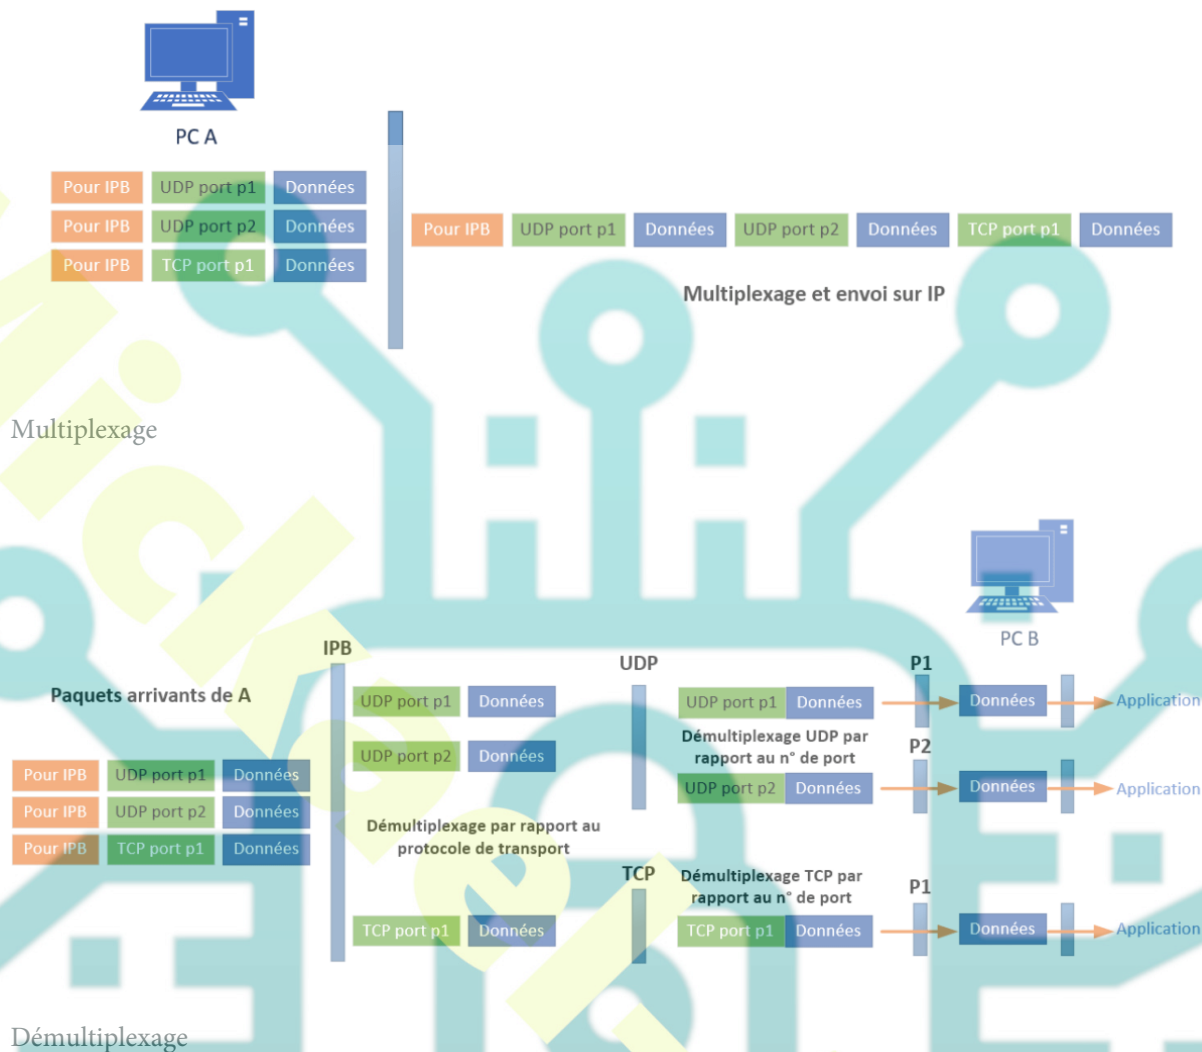 PC A
Pour IPB UDP port p1 Données
Pour IPB UDP port p2 Données
Pour IPB TCP port p1 Données
Pour IPB UDP port p1 Données UDP port p2 Données TCP port p1 Données
Multiplexage et envoi sur IP
Multiplexage
PC B
IPB
UDP
P1
Paquets arrivants de A
UDP port p1 Données
UDP port p1 Données
Données
Application
Démultiplexage UDP par
rapport au n° de port
P2
UDP port p2 Données
UDP port p2 Données
Données
Application
Pour IPB UDP port p1 Données
Pour IPB UDP port p2 Données
Pour IPB TCP port p1 Données
Démultiplexage par rapport au
protocole de transport
TCP
Démultiplexage TCP par
rapport au n° de port
P1
TCP port p1 Données
TCP port p1 Données
Données
Application
Démultiplexage